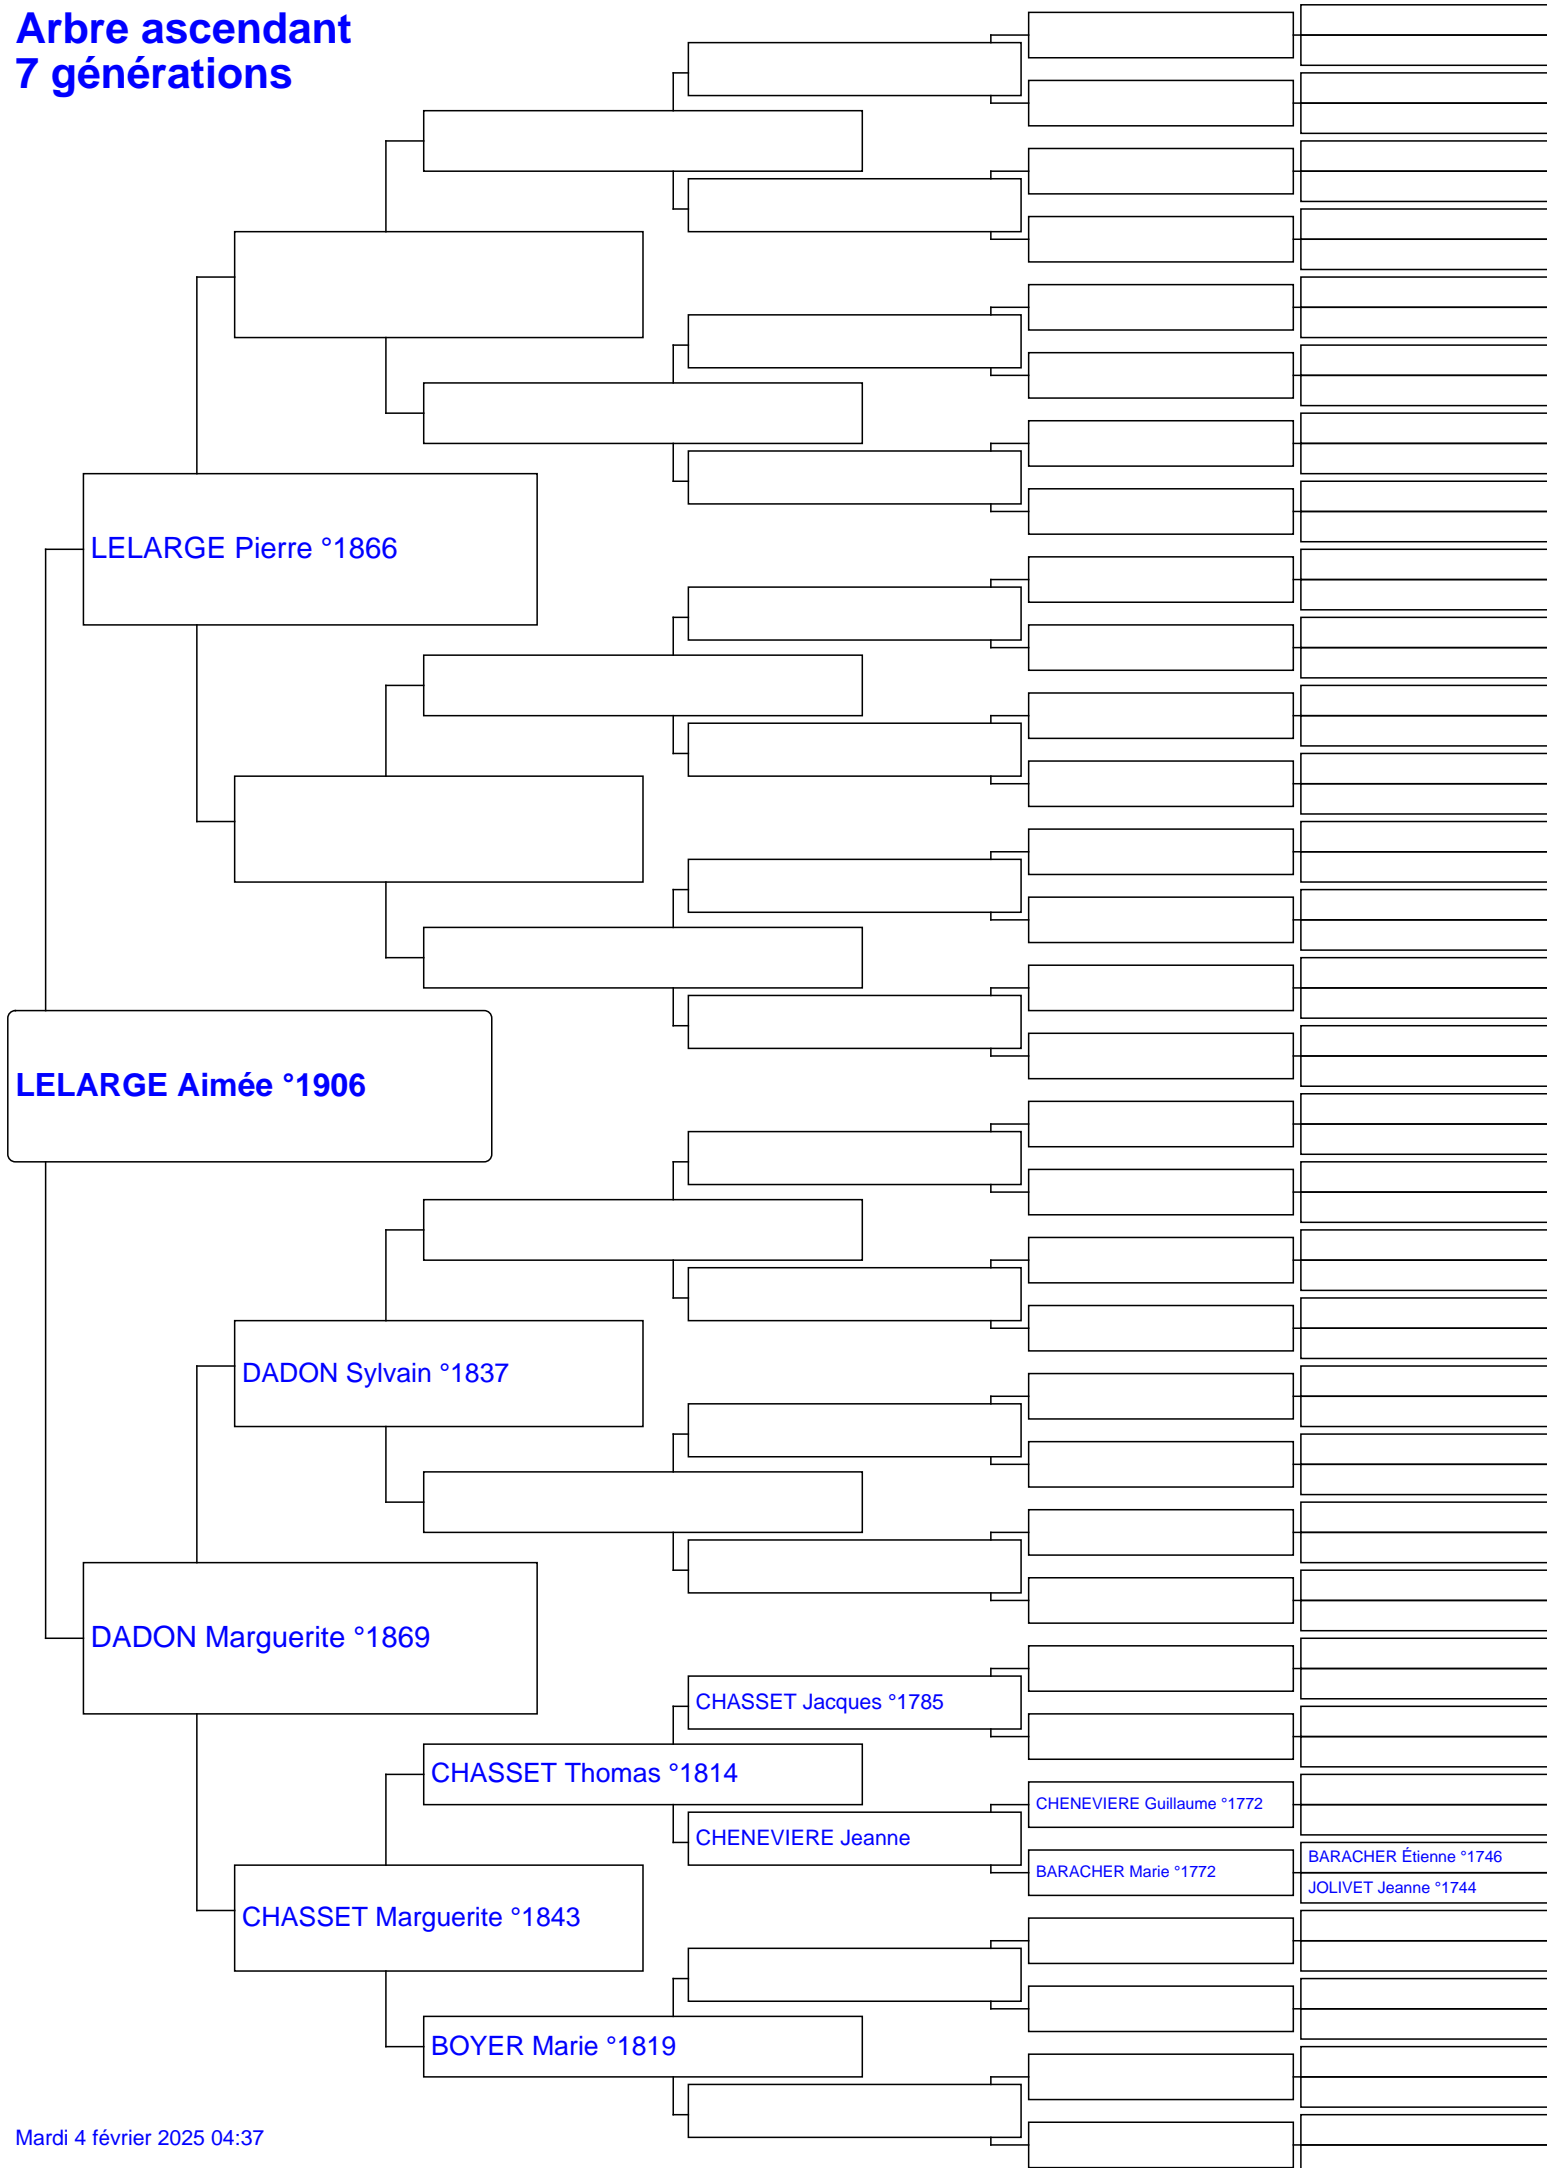 Arbre ascendant
7 générations
LELARGE Pierre °1866
LELARGE Aimée °1906
DADON Sylvain °1837
DADON Marguerite °1869
CHASSET Jacques °1785
CHASSET Thomas °1814
CHENEVIERE Guillaume °1772
CHENEVIERE Jeanne
BARACHER Étienne °1746
BARACHER Marie °1772
JOLIVET Jeanne °1744
CHASSET Marguerite °1843
BOYER Marie °1819
Mardi 4 février 2025 04:37